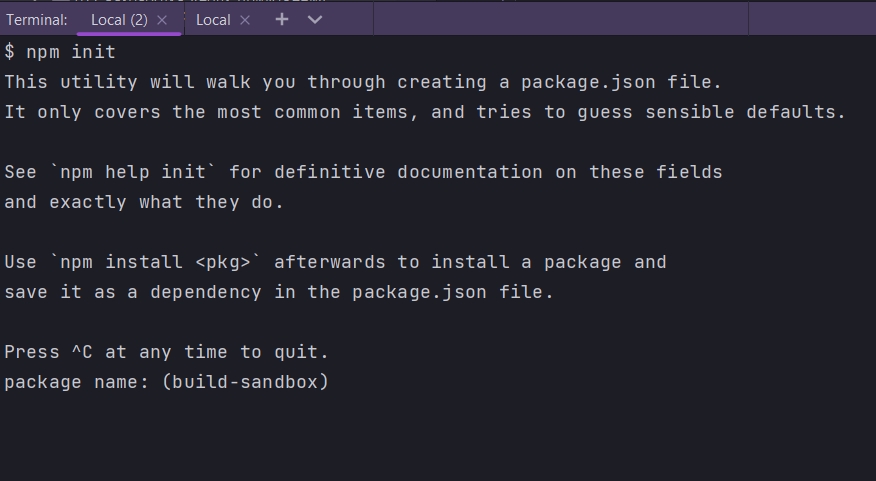 Terminal: Local (2) × Local × +
$ npm init
This utility will walk you through creating a package.json file.
It only covers the most common items, and tries to guess sensible defaults.
See `npm help init` for definitive documentation on these fields
and exactly what they do.
Use `npm install <pkg>` afterwards to install a package and
save it as a dependency in the package.json file.
Press ^C at any time to quit.
package name: (build-sandbox)